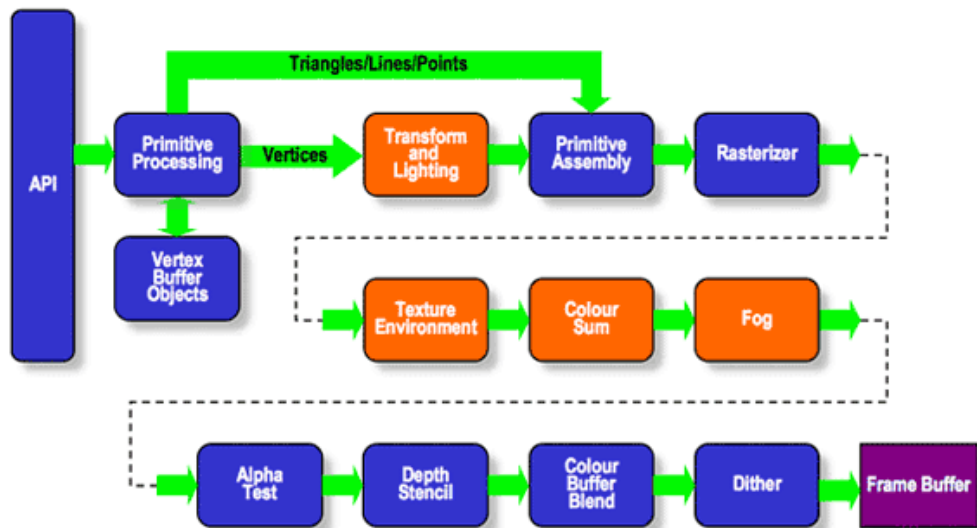 Triangles/Lines/Points
API
Primitive
Processing
Vertices
Transform
and
Lighting
Primitive
Assembly
Rasterizer
Vertex
Buffer
Objects
Texture
Environment
Colour
Sum
Fog
Alpha
Test
Depth
Stencil
Colour
Buffer
Blend
Dither
Frame Buffer